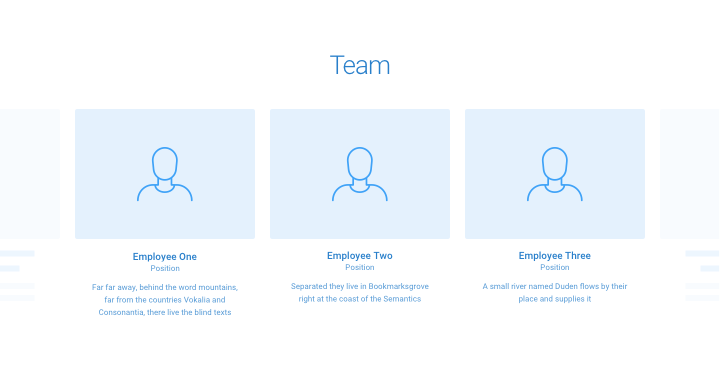 Team
Employee One
Position
Far far away, behind the word mountains,
far from the countries Vokalia and
Consonantia, there live the blind texts
Employee Two
Position
Separated they live in Bookmarksgrove
right at the coast of the Semantics
Employee Three
Position
A small river named Duden flows by their
place and supplies it